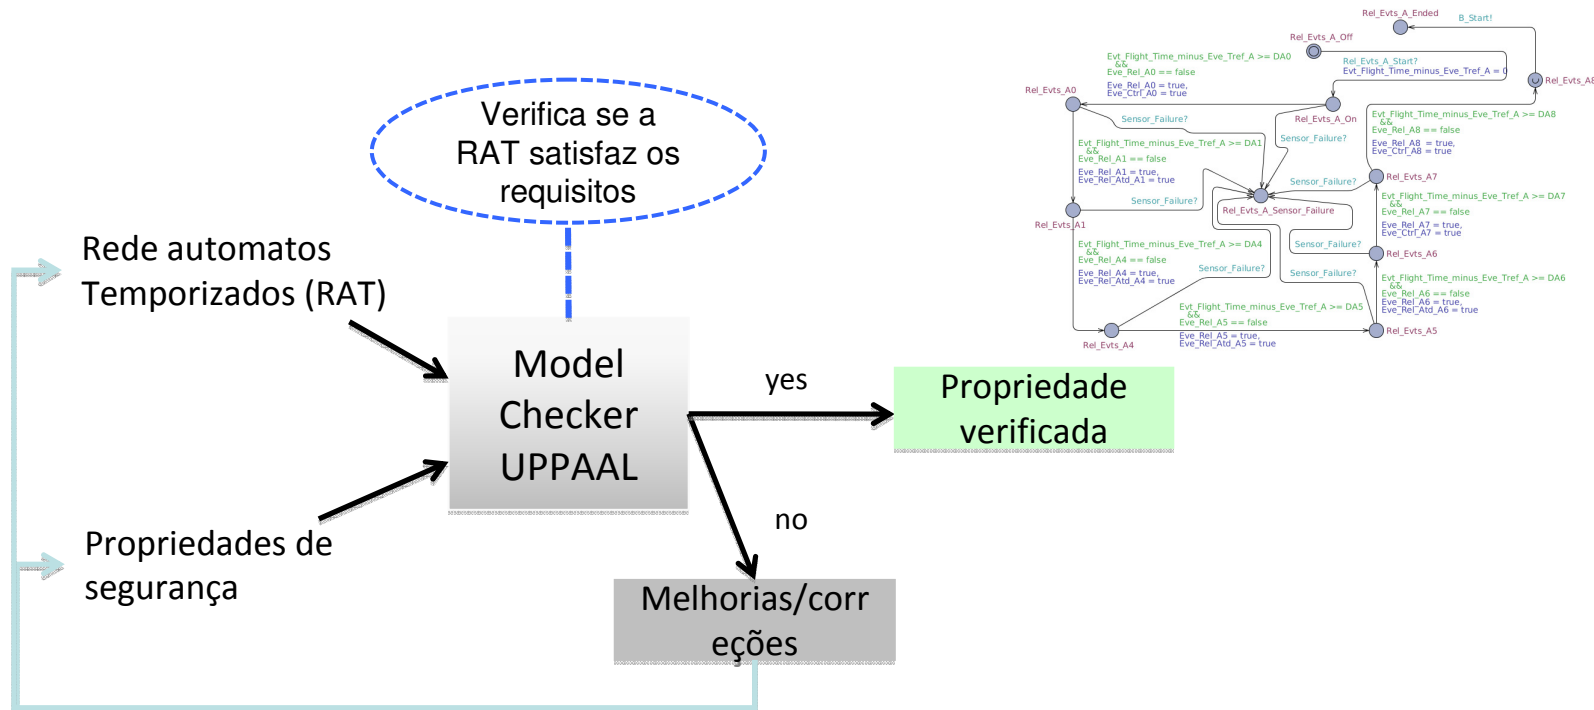 Verifica se a
RAT satisfaz os
requisitos
Rede automatos
Temporizados (RAT)
Propriedades de
segurança
Model
Checker
UPPAAL
yes
Propriedade
verificada
no
Melhorias/corr
eções
Rel_Evts_A_Ended
B_Start!
Rel_Evts_A_Off
Rel_Evts_A_Start?
Evt_Flight_Time_minus_Eve_Tref_A = 0
Rel_Evts_A8
Evt_Flight_Time_minus_Eve_Tref_A >= DA0
&&
Eve_Rel_A0 == false
Eve_Rel_A0 = true,
Eve_Ctrl_A0 = true
Rel_Evts_A0
Rel_Evts_A_On
Sensor_Failure?
Sensor_Failure?
Evt_Flight_Time_minus_Eve_Tref_A >= DA8
&&
Eve_Rel_A8 == false
Eve_Rel_A8 = true,
Eve_Ctrl_A8 = true
Evt_Flight_Time_minus_Eve_Tref_A >= DA1
&&
Eve_Rel_A1 == false
Eve_Rel_A1 = true,
Eve_Rel_Atd_A1 = true
Rel_Evts_A7
Sensor_Failure?
Sensor_Failure?
Rel_Evts_A1
Rel_Evts_A_Sensor_Failure
Evt_Flight_Time_minus_Eve_Tref_A >= DA7
&&
Eve_Rel_A7 == false
Eve_Rel_A7 = true,
Eve_Ctrl_A7 = true
Evt_Flight_Time_minus_Eve_Tref_A >= DA4
&&
Eve_Rel_A4 == false
Eve_Rel_A4 = true,
Eve_Rel_Atd_A4 = true
Sensor_Failure?
Rel_Evts_A6
Sensor_Failure?
Sensor_Failure?
Evt_Flight_Time_minus_Eve_Tref_A >= DA6
&&
Eve_Rel_A6 == false
Eve_Rel_A6 = true,
Eve_Rel_Atd_A6 = true
Evt_Flight_Time_minus_Eve_Tref_A >= DA5
&&
Eve_Rel_A5 == false
Eve_Rel_A5 = true,
Eve_Rel_Atd_A5 = true
Rel_Evts_A4
Rel_Evts_A5